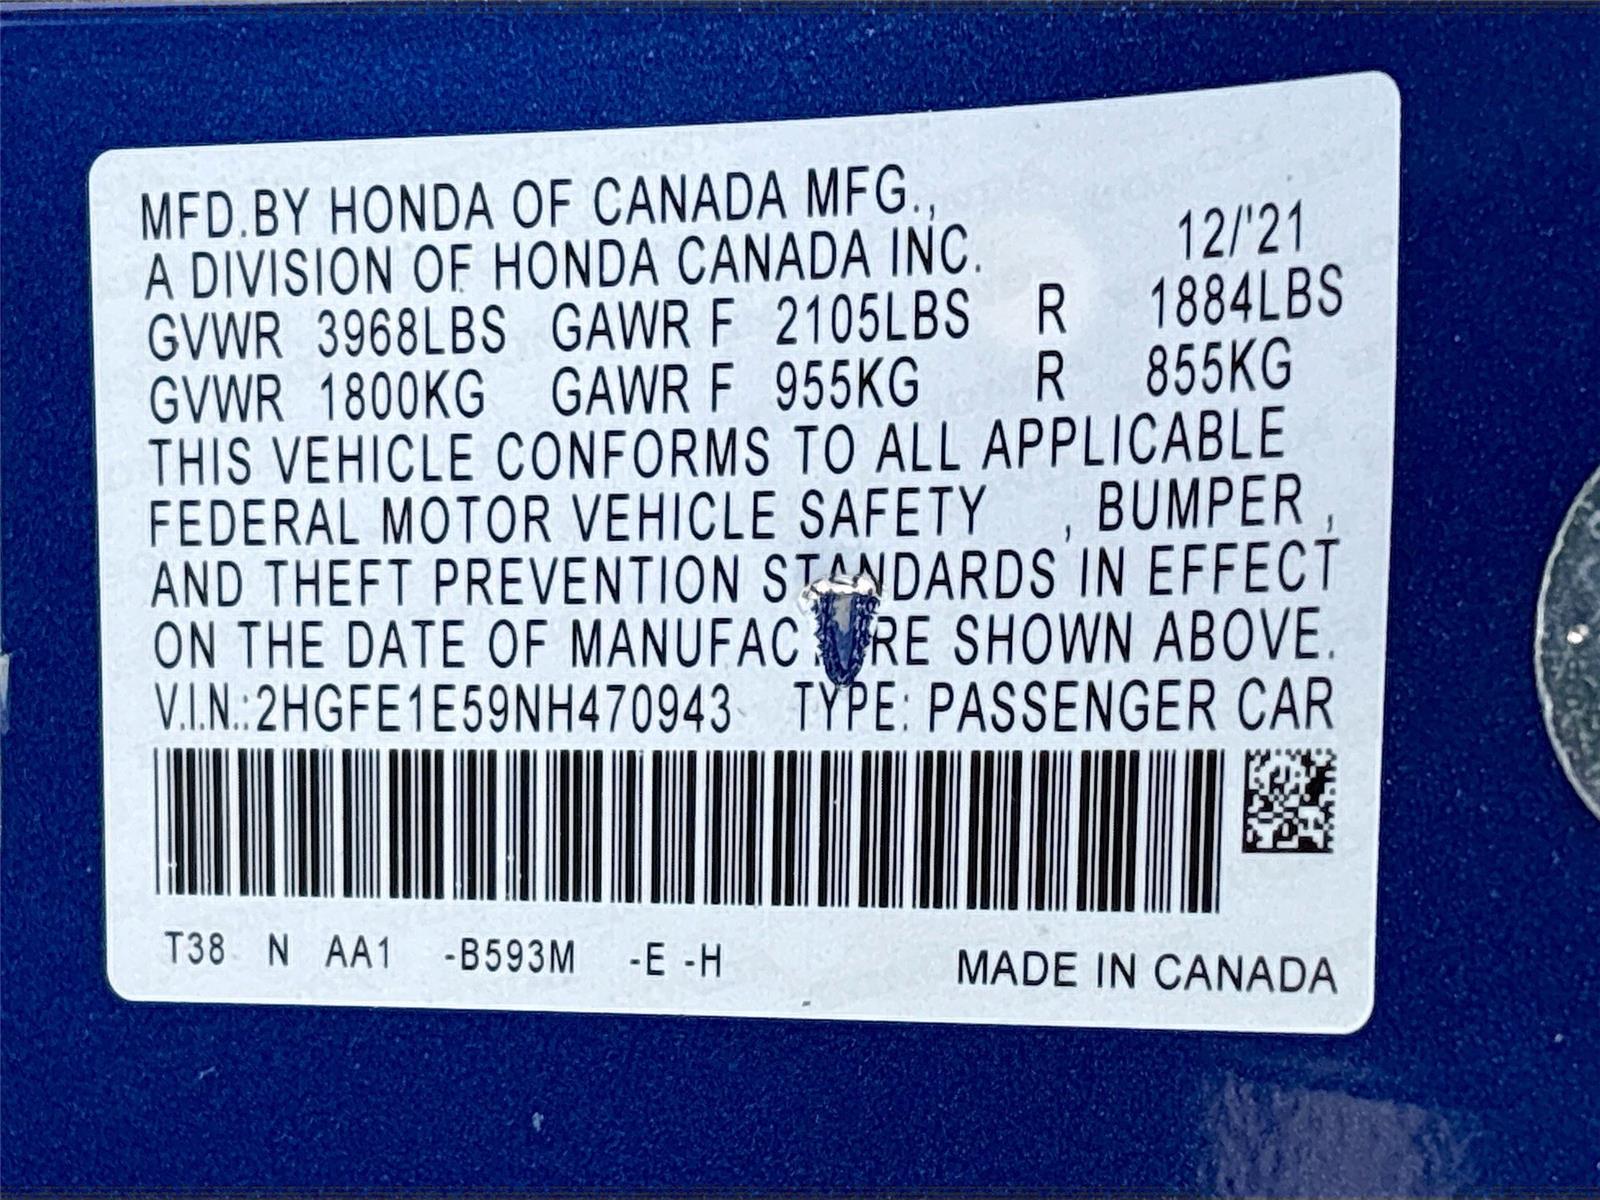 MFD.BY HONDA OF CANADA MFG.,
A DIVISION OF HONDA CANADA INC. 12/'21
GVWR 3968LBS GAWR F 2105LBS R 1884LBS
GVWR 1800KG GAWR F 955KG R 855KG
THIS VEHICLE CONFORMS TO ALL APPLICABLE
FEDERAL MOTOR VEHICLE SAFETY , BUMPER ,
AND THEFT PREVENTION STANDARDS IN EFFECT
ON THE DATE OF SHOWN ABOVE.
V.I.N.:2HGFE1E59NH470943 TYPE: PASSENGER CAR
T38 N AA1 -B593M -E -H MADE IN CANADA